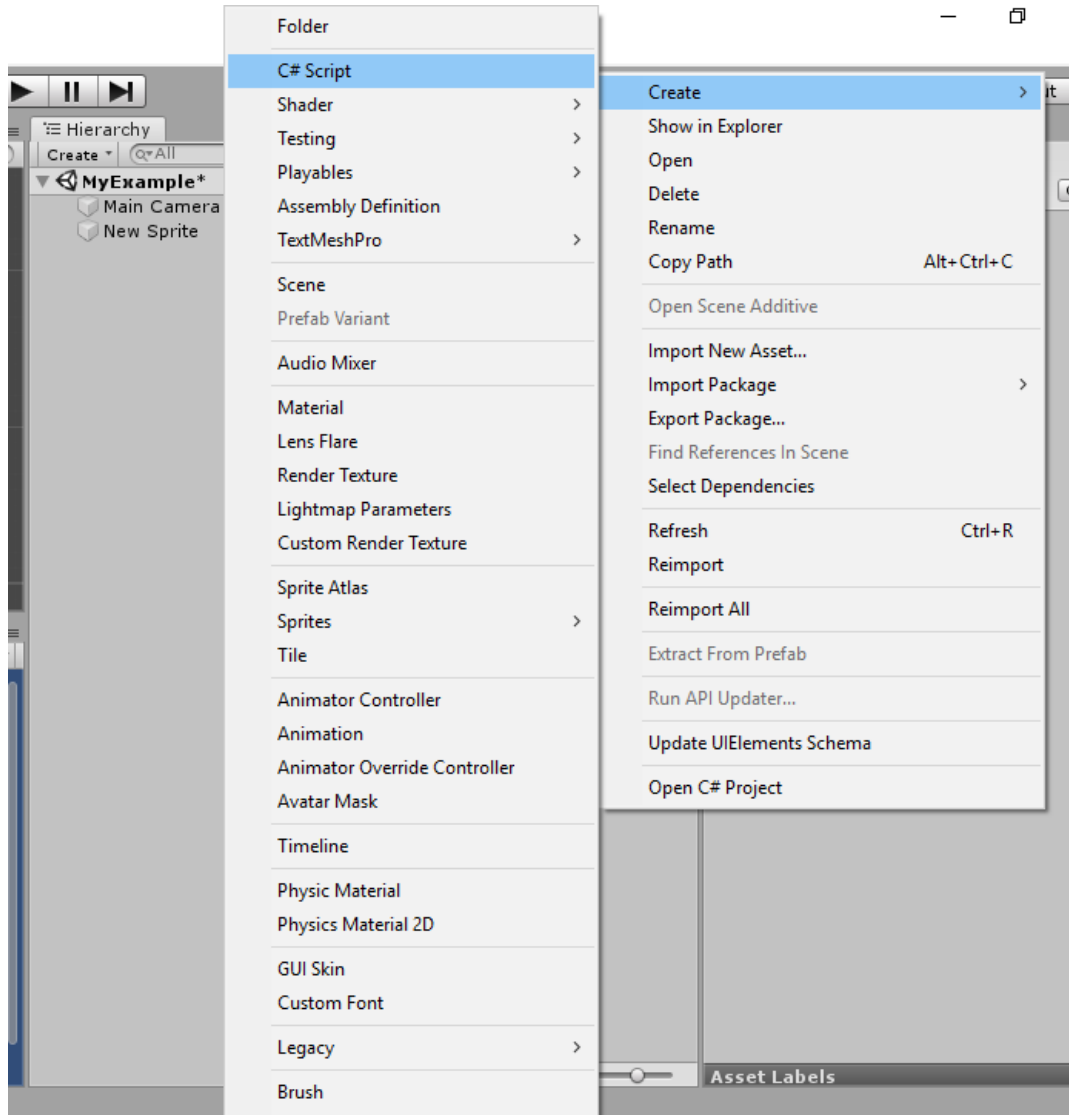 Folder
C# Script
Shader
Testing
Playables
Assembly Definition
TextMeshPro
Scene
Prefab Variant
Audio Mixer
Material
Lens Flare
Render Texture
Lightmap Parameters
Custom Render Texture
Sprite Atlas
Sprites
Tile
Animator Controller
Animation
Animator Override Controller
Avatar Mask
Timeline
Physic Material
Physics Material 2D
GUI Skin
Custom Font
Legacy
Brush
Create
Show in Explorer
Open
Delete
Rename
Copy Path Alt+Ctrl+C
Open Scene Additive
Import New Asset...
Import Package
Export Package...
Find References In Scene
Select Dependencies
Refresh Ctrl+R
Reimport
Reimport All
Extract From Prefab
Run API Updater...
Update UIElements Schema
Open C# Project
Hierarchy
Create All
MyExample*
Main Camera
New Sprite
Asset Labels